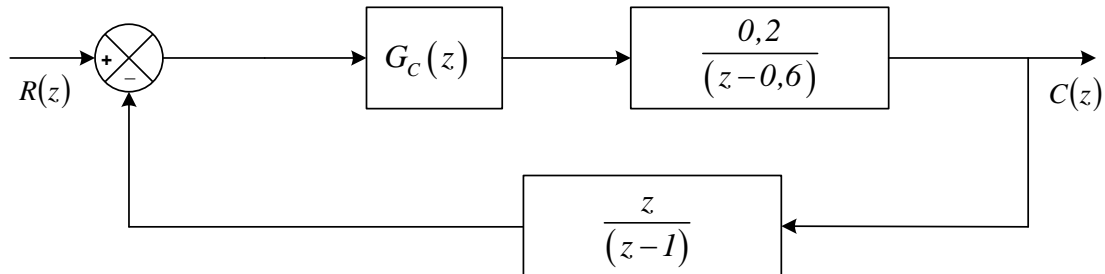 R(z)
+
−
G_C(z)
0,2
(z−0,6)
C(z)
z
(z−1)